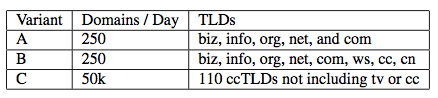 Variant Domains / Day TLDs
A 250 biz, info, org, net, and com
B 250 biz, info, org, net, com, ws, cc, cn
C 50k 110 ccTLDs not including tv or cc